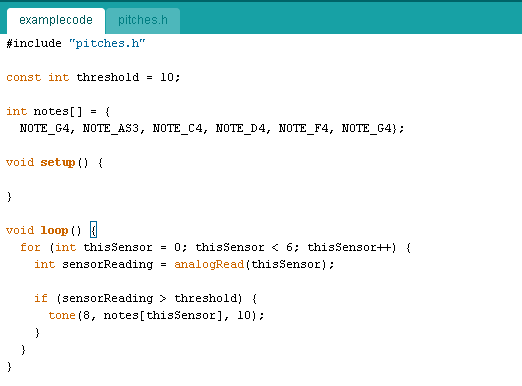 examplecode pitches.h
#include "pitches.h"
const int threshold = 10;
int notes[] = {
NOTE_G4, NOTE_AS3, NOTE_C4, NOTE_D4, NOTE_F4, NOTE_G4};
void setup() {
}
void loop() {
for (int thisSensor = 0; thisSensor < 6; thisSensor++) {
int sensorReading = analogRead(thisSensor);
if (sensorReading > threshold) {
tone(8, notes[thisSensor], 10);
}
}
}